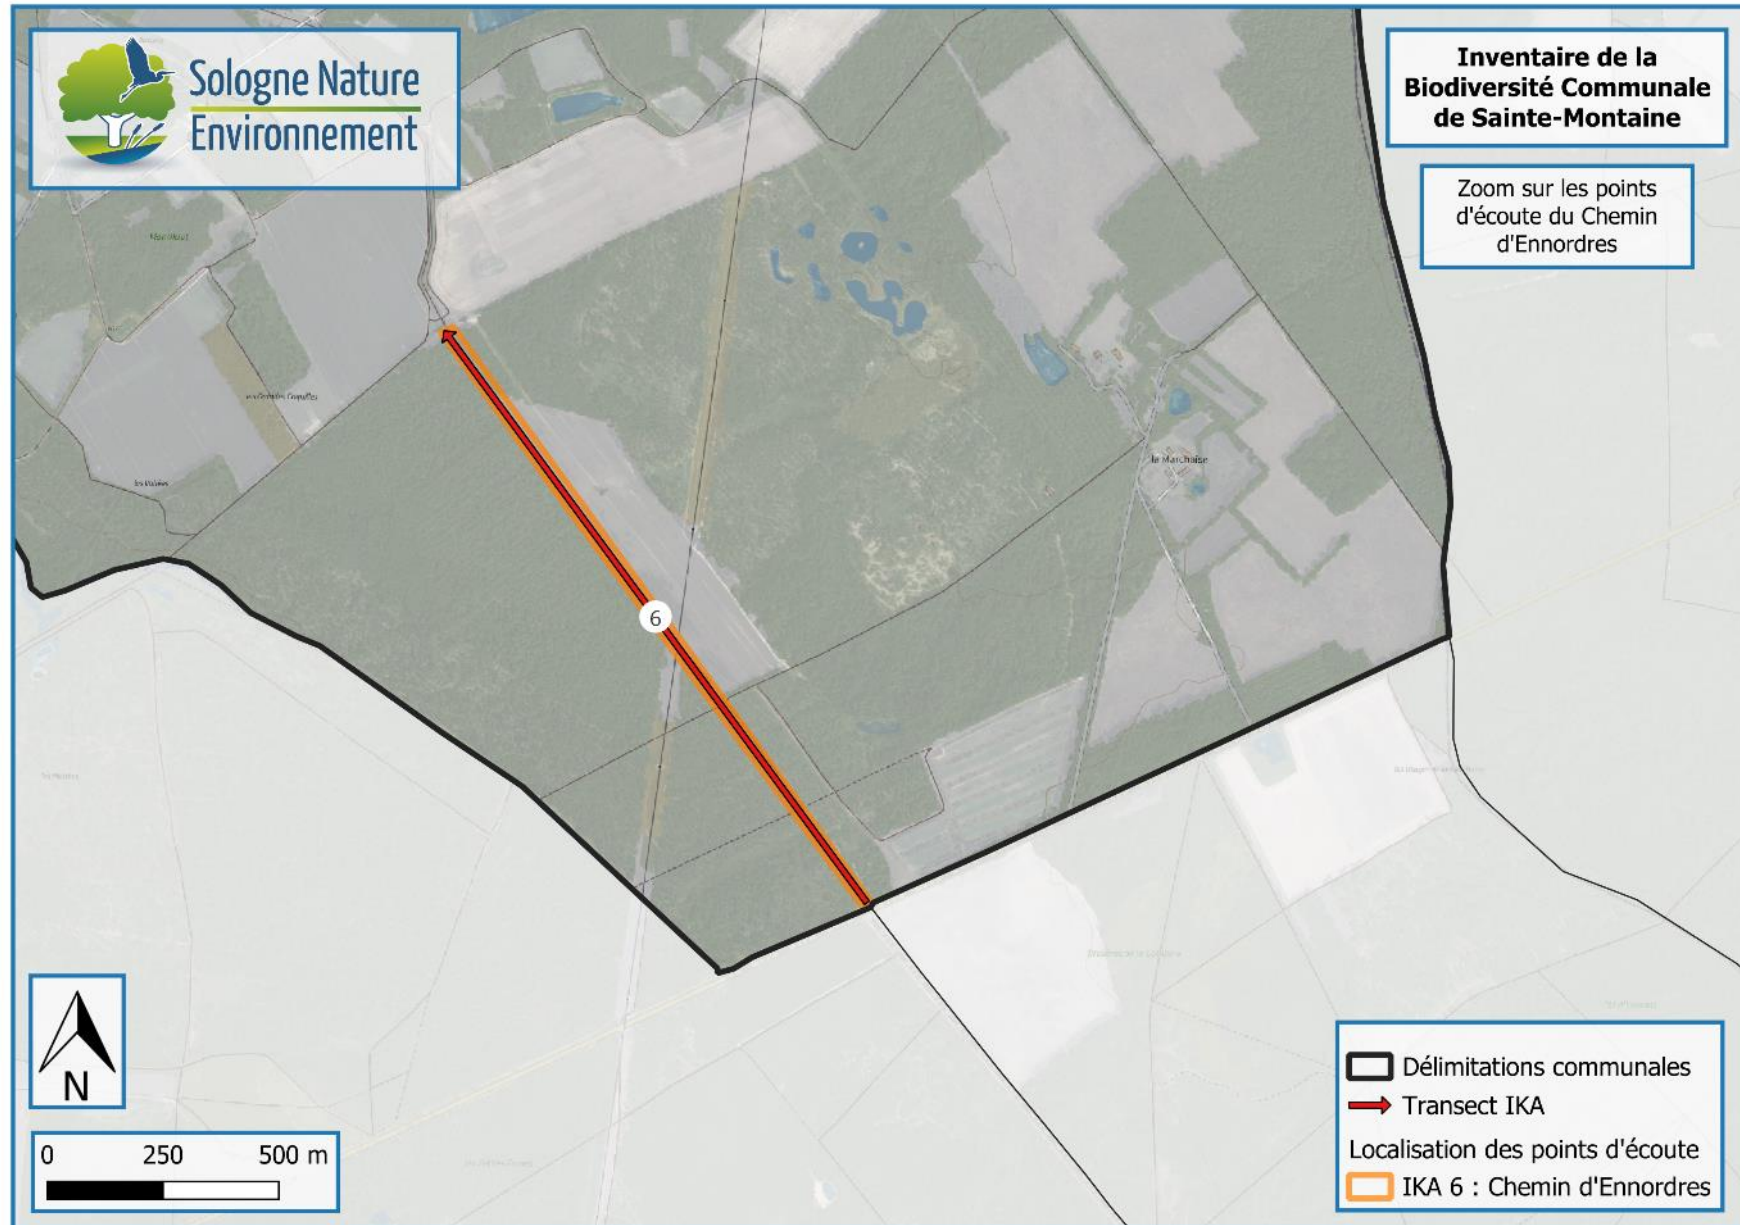 Sologne Nature
Environnement
Inventaire de la
Biodiversité Communale
de Sainte-Montaine
Zoom sur les points
d'écoute du Chemin
d'Ennordres
la Marchaise
6
N
0 250 500 m
Délimitations communales
Transect IKA
Localisation des points d'écoute
IKA 6 : Chemin d'Ennordres